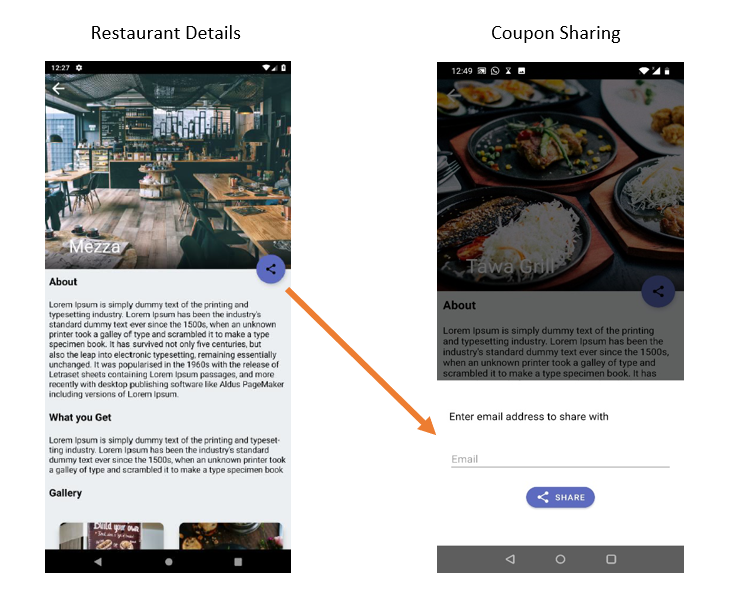 Restaurant Details
Coupon Sharing
12:27
Mezza
About
Lorem Ipsum is simply dummy text of the printing and
typesetting industry. Lorem Ipsum has been the industry's
standard dummy text ever since the 1500s, when an unknown
printer took a galley of type and scrambled it to make a type
specimen book. It has survived not only five centuries, but
also the leap into electronic typesetting, remaining essentially
unchanged. It was popularised in the 1960s with the release of
Letraset sheets containing Lorem Ipsum passages, and more
recently with desktop publishing software like Aldus PageMaker
including versions of Lorem Ipsum.
What you Get
Lorem Ipsum is simply dummy text of the printing and typeset-
ting industry. Lorem Ipsum has been the industry's standard
dummy text ever since the 1500s, when an unknown printer took
a galley of type and scrambled it to make a type specimen book
Gallery
Build your own
12:49
Tawa Grill
About
Lorem Ipsum is simply dummy text of the printing
and typesetting industry. Lorem Ipsum has been the
industry's standard dummy text ever since the 1500s,
when an unknown printer took a galley of type and
scrambled it to make a type specimen book. It has
Enter email address to share with
Email
SHARE